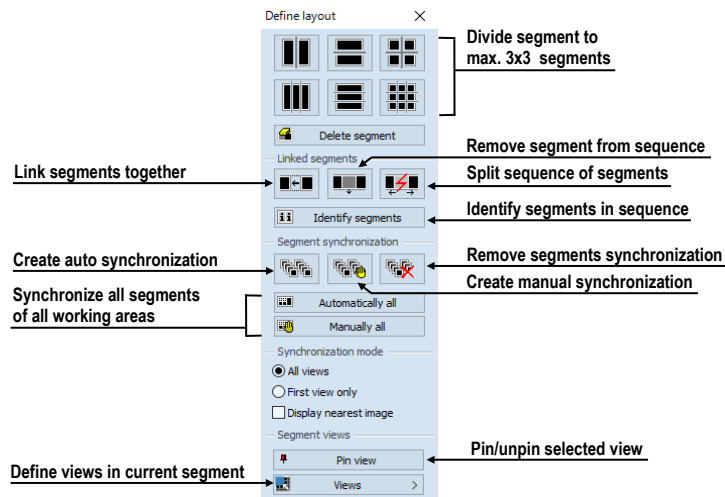 Define layout
Divide segment to
max. 3x3 segments
Delete segment
Remove segment from sequence
Linked segments
Link segments together
Split sequence of segments
Identify segments
Identify segments in sequence
Segment synchronization
Create auto synchronization
Remove segments synchronization
Create manual synchronization
Synchronize all segments
of all working areas
Automatically all
Manually all
Synchronization mode
All views
First view only
Display nearest image
Segment views
Pin view
Pin/unpin selected view
Define views in current segment
Views